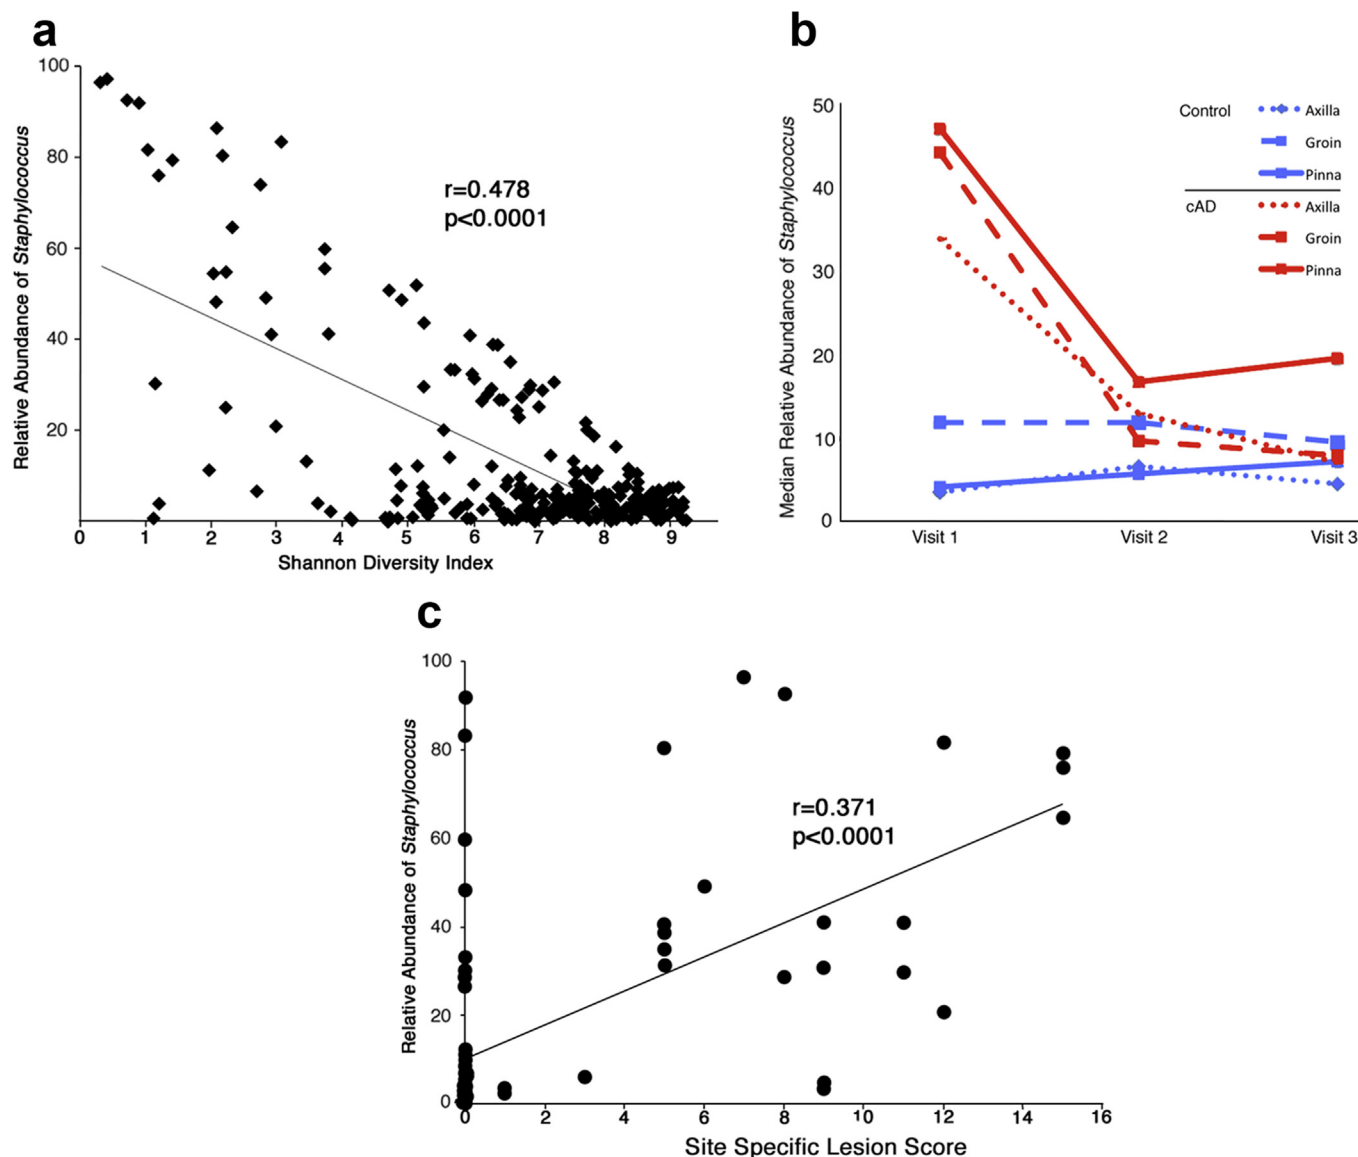 a
100
80
60
40
20
0
1
2
3
4
5
6
7
8
9
Relative Abundance of Staphylococcus
r=0.478
p<0.0001
Shannon Diversity Index
b
50
40
30
20
10
0
Median Relative Abundance of Staphylococcus
Control
Axilla
Groin
Pinna
cAD
Axilla
Groin
Pinna
Visit 1
Visit 2
Visit 3
c
100
80
60
40
20
0
0
2
4
6
8
10
12
14
16
Relative Abundance of Staphylococcus
r=0.371
p<0.0001
Site Specific Lesion Score